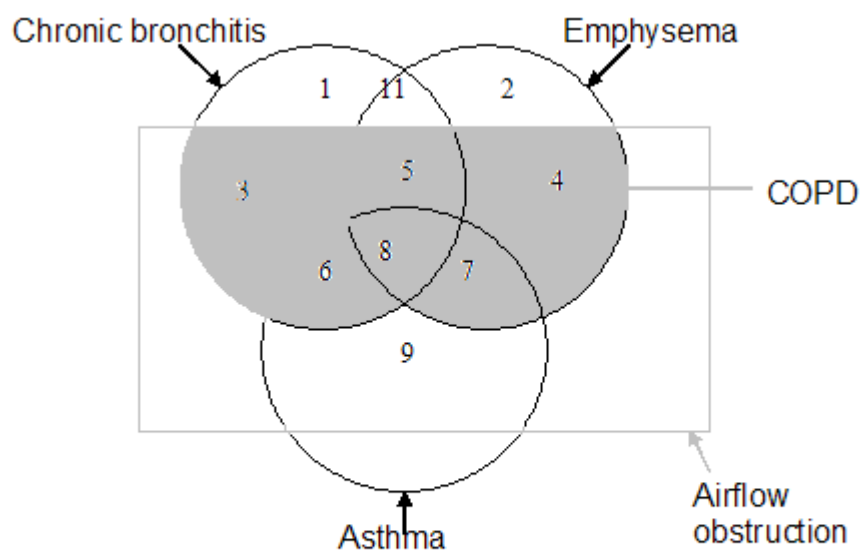 Chronic bronchitis
Emphysema
1
11
2
3
5
4
COPD
6
8
7
9
Airflow
obstruction
Asthma